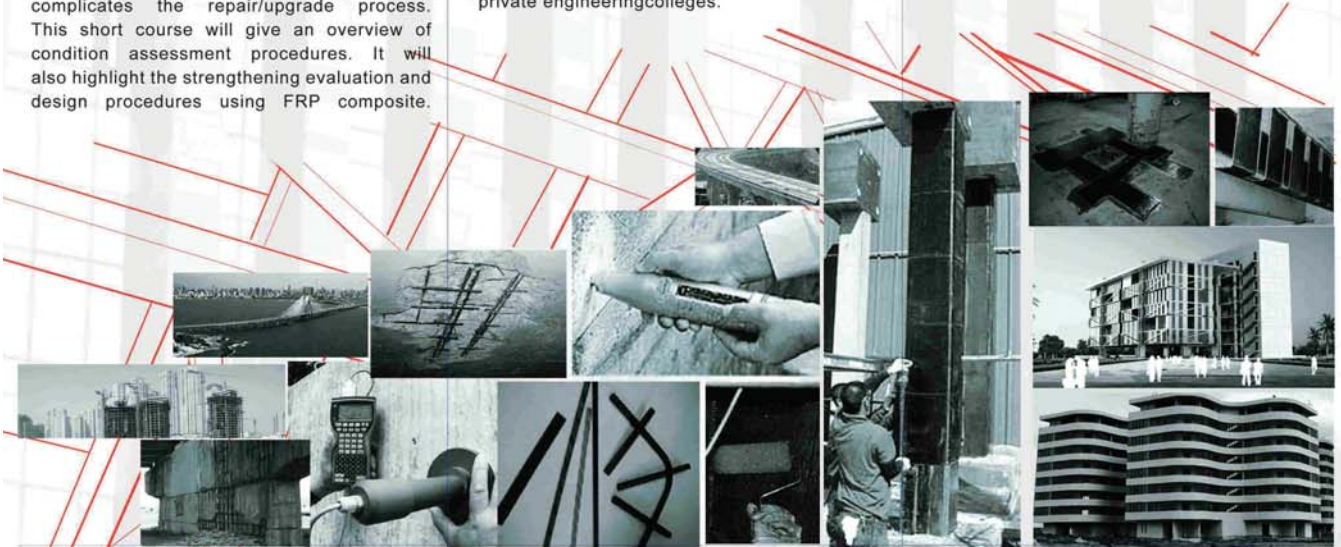 complicates the repair/upgrade process.
This short course will give an overview of
condition assessment procedures. It will
also highlight the strengthening evaluation and
design procedures using FRP composite.
private engineeringcolleges.